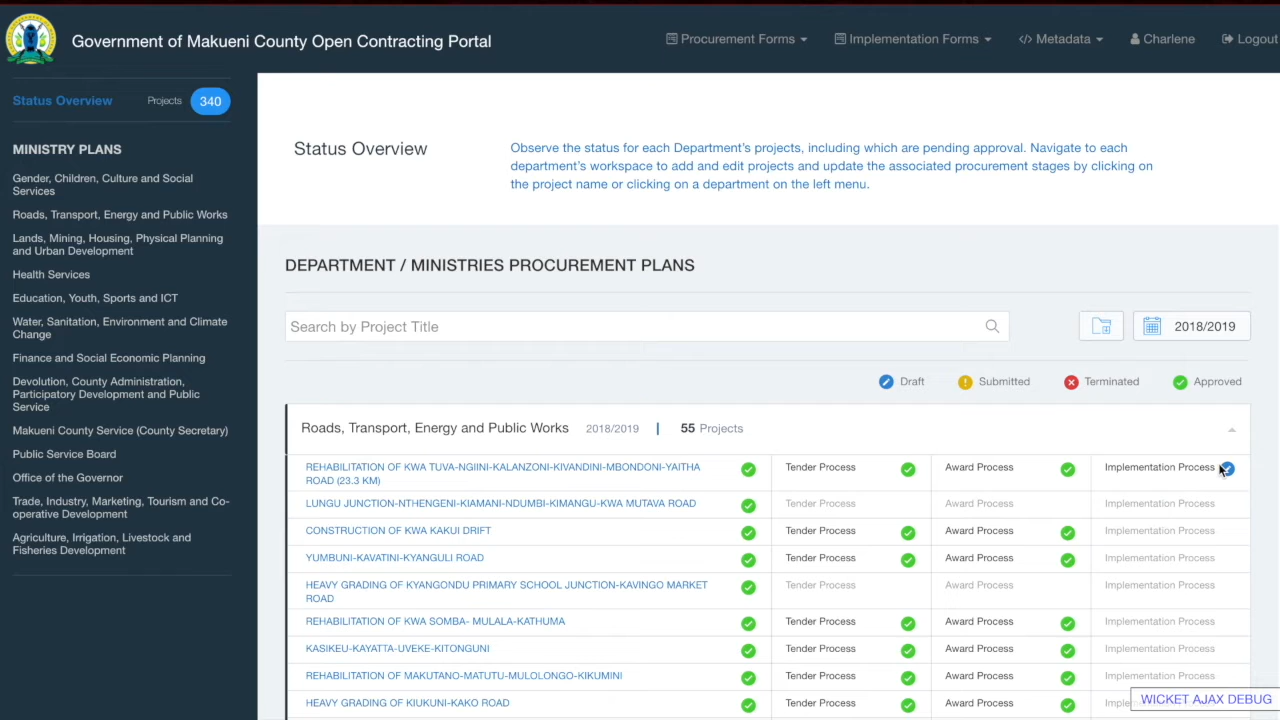 Government of Makueni County Open Contracting Portal
Procurement Forms
Implementation Forms
</> Metadata
Charlene
Logout
Status Overview
Projects
340
MINISTRY PLANS
Gender, Children, Culture and Social
Services
Roads, Transport, Energy and Public Works
Lands, Mining, Housing, Physical Planning
and Urban Development
Health Services
Education, Youth, Sports and ICT
Water, Sanitation, Environment and Climate
Change
Finance and Social Economic Planning
Devolution, County Administration,
Participatory Development and Public
Service
Makueni County Service (County Secretary)
Public Service Board
Office of the Governor
Trade, Industry, Marketing, Tourism and Co-
operative Development
Agriculture, Irrigation, Livestock and
Fisheries Development
Status Overview
Observe the status for each Department's projects, including which are pending approval. Navigate to each
department's workspace to add and edit projects and update the associated procurement stages by clicking on
the project name or clicking on a department on the left menu.
DEPARTMENT / MINISTRIES PROCUREMENT PLANS
Search by Project Title
2018/2019
Draft
Submitted
Terminated
Approved
Roads, Transport, Energy and Public Works 2018/2019 | 55 Projects
REHABILITATION OF KWA TUVA-NGIINI-KALANZONI-KIVANDINI-MBONDONI-YAITHA
ROAD (23.3 KM)
Tender Process
Award Process
Implementation Process
LUNGU JUNCTION-NTHENGENI-KIAMANI-NDUMBI-KIMANGU-KWA MUTAVA ROAD
Tender Process
Award Process
Implementation Process
CONSTRUCTION OF KWA KAKUI DRIFT
Tender Process
Award Process
Implementation Process
YUMBUNI-KAVATINI-KYANGULI ROAD
Tender Process
Award Process
Implementation Process
HEAVY GRADING OF KYANGONDU PRIMARY SCHOOL JUNCTION-KAVINGO MARKET
ROAD
Tender Process
Award Process
Implementation Process
REHABILITATION OF KWA SOMBA- MULALA-KATHUMA
Tender Process
Award Process
Implementation Process
KASIKEU-KAYATTA-UVEKE-KITONGUNI
Tender Process
Award Process
Implementation Process
REHABILITATION OF MAKUTANO-MATUTU-MULOLONGO-KIKUMINI
Tender Process
Award Process
Implementation Process
HEAVY GRADING OF KIUKUNI-KAKO ROAD
Tender Process
Award Process
WICKET AJAX DEBUG